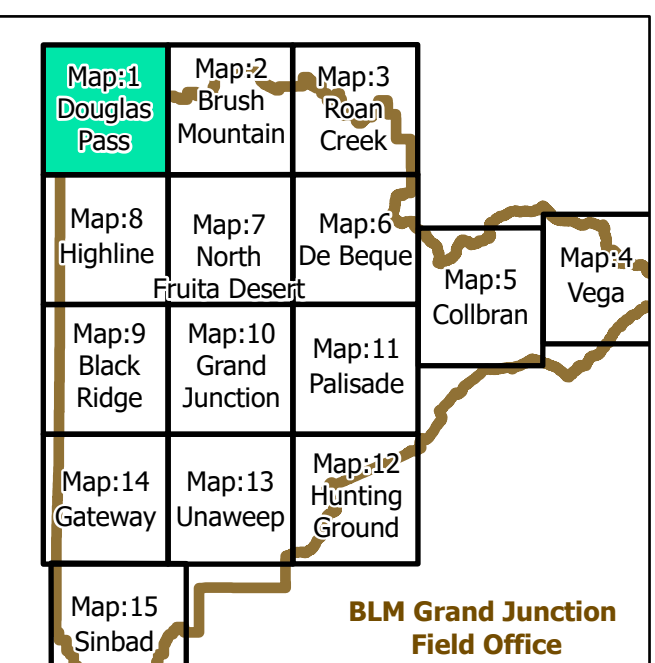 Map:1
Douglas
Pass
Map:2
Brush
Mountain
Map:3
Roan
Creek
Map:8
Highline
Map:7
North
Fruita Desert
Map:6
De Beque
Map:5
Collbran
Map:4
Vega
Map:9
Black
Ridge
Map:10
Grand
Junction
Map:11
Palisade
Map:14
Gateway
Map:13
Unaweep
Map:12
Hunting
Ground
Map:15
Sinbad
BLM Grand Junction
Field Office